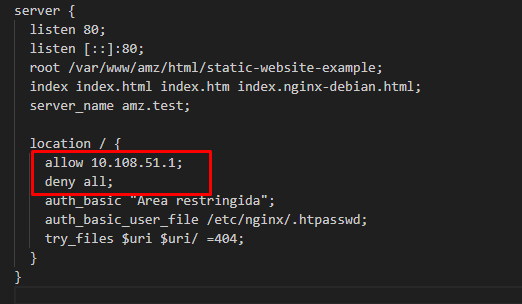 server {
listen 80;
listen [::]:80;
root /var/www/amz/html/static-website-example;
index index.html index.htm index.nginx-debian.html;
server_name amz.test;
location / {
allow 10.108.51.1;
deny all;
auth_basic "Area restringida";
auth_basic_user_file /etc/nginx/.htpasswd;
try_files $uri $uri/ =404;
}
}